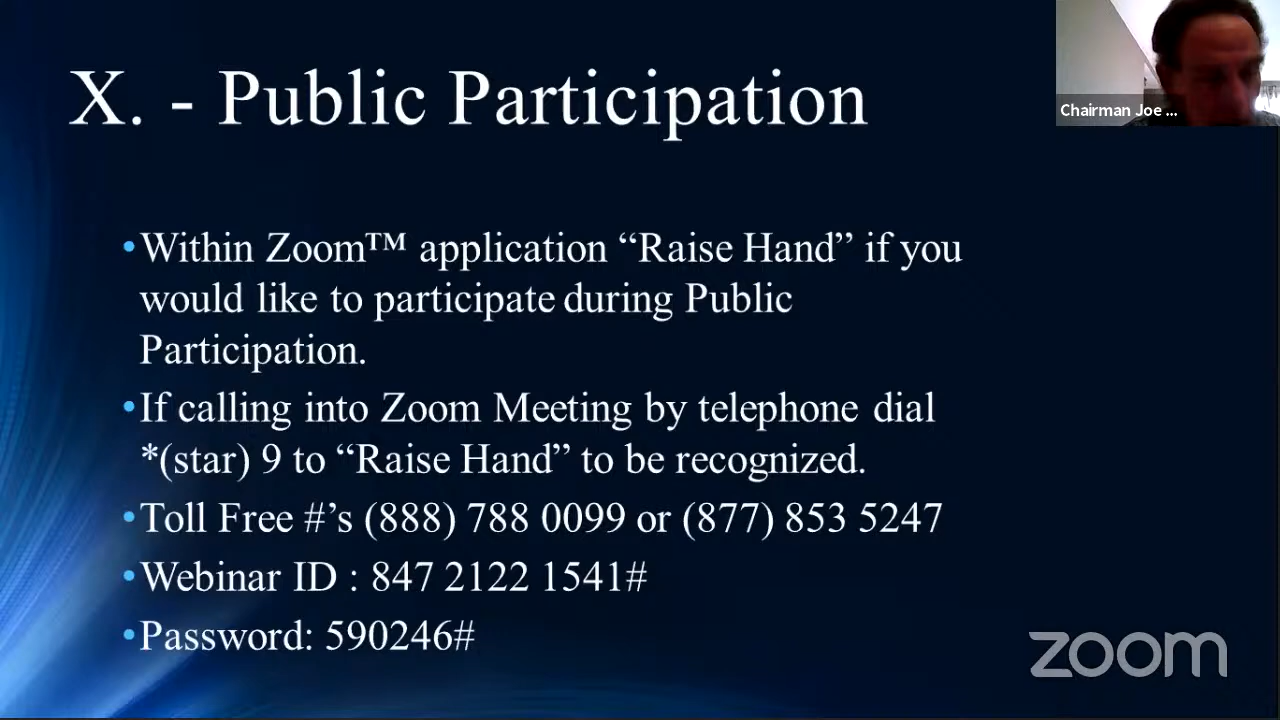 X. - Public Participation
Chairman Joe ...
•Within Zoom™ application “Raise Hand” if you
would like to participate during Public
Participation.
•If calling into Zoom Meeting by telephone dial
*(star) 9 to “Raise Hand” to be recognized.
•Toll Free #’s (888) 788 0099 or (877) 853 5247
•Webinar ID : 847 2122 1541#
•Password: 590246#
zoom